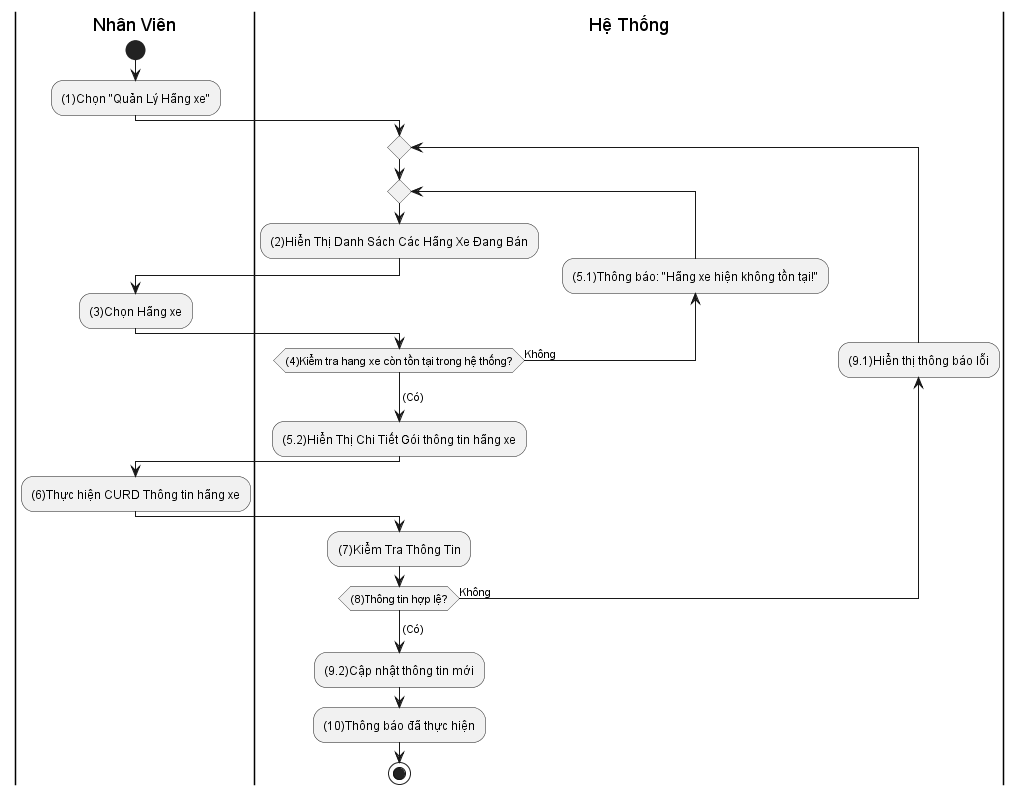 Nhân Viên
Hệ Thống
(1)Chọn "Quản Lý Hãng xe"
(2)Hiển Thị Danh Sách Các Hãng Xe Đang Bán
(5.1)Thông báo: "Hãng xe hiện không tồn tại!"
(3)Chọn Hãng xe
(4)Kiểm tra hang xe còn tồn tại trong hệ thống?
Không
(9.1)Hiển thị thông báo lỗi
(Có)
(5.2)Hiển Thị Chi Tiết Gói thông tin hãng xe
(6)Thực hiện CURD Thông tin hãng xe
(7)Kiểm Tra Thông Tin
(8)Thông tin hợp lệ?
Không
(Có)
(9.2)Cập nhật thông tin mới
(10)Thông báo đã thực hiện